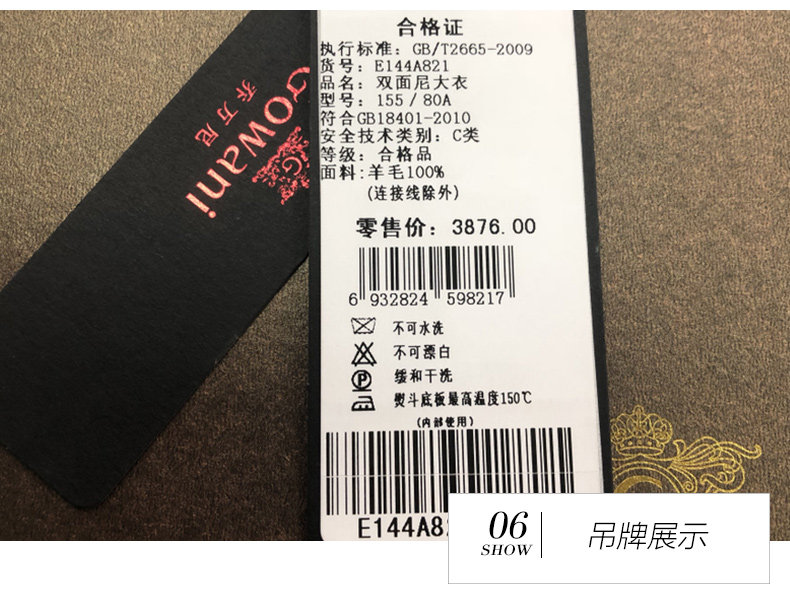 Gowani
乔万尼
G
合格证
执行标准: GB/T2665-2009
货号: E144A821
品名: 双面尼大衣
型号: 155 / 80A
符合GB18401-2010
安全技术类别: C类
等级: 合格品
面料:羊毛100%
(连接线除外)
零售价: 3876.00
6 932824 598217
不可水洗
不可漂白
P 缓和干洗
熨斗底板最高温度150℃
(内部使用)
E144A82
06
SHOW
吊牌展示